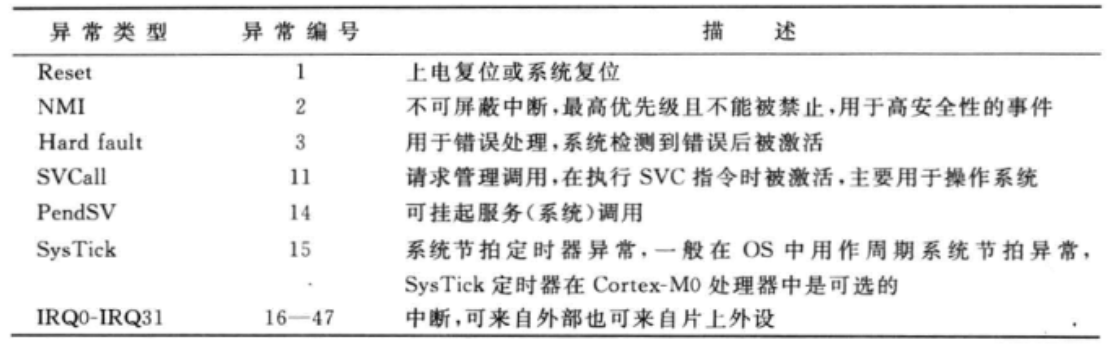 异常类型 异常编号 描 述
Reset 1 上电复位或系统复位
NMI 2 不可屏蔽中断,最高优先级且不能被禁止,用于高安全性的事件
Hard fault 3 用于错误处理,系统检测到错误后被激活
SVCall 11 请求管理调用,在执行 SVC 指令时被激活,主要用于操作系统
PendSV 14 可挂起服务(系统)调用
SysTick 15 系统节拍定时器异常,一般在 OS 中用作周期系统节拍异常,
SysTick 定时器在 Cortex-M0 处理器中是可选的
IRQ0-IRQ31 16—47 中断,可来自外部也可来自片上外设